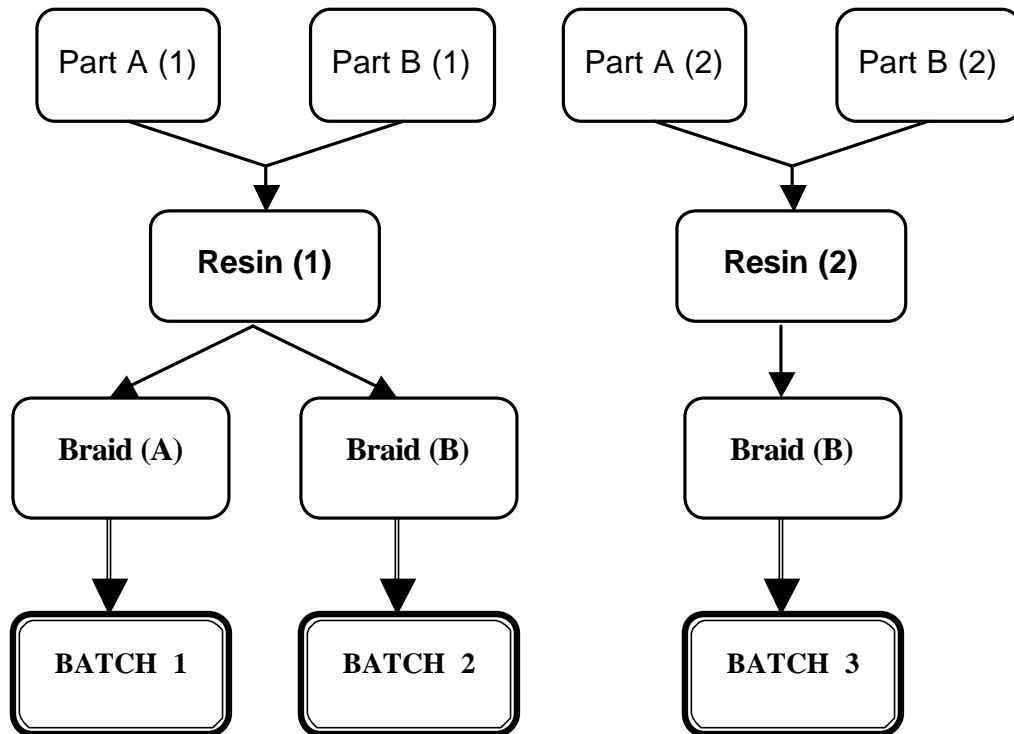 Part A (1)
Part B (1)
Part A (2)
Part B (2)
Resin (1)
Resin (2)
Braid (A)
Braid (B)
Braid (B)
BATCH 1
BATCH 2
BATCH 3